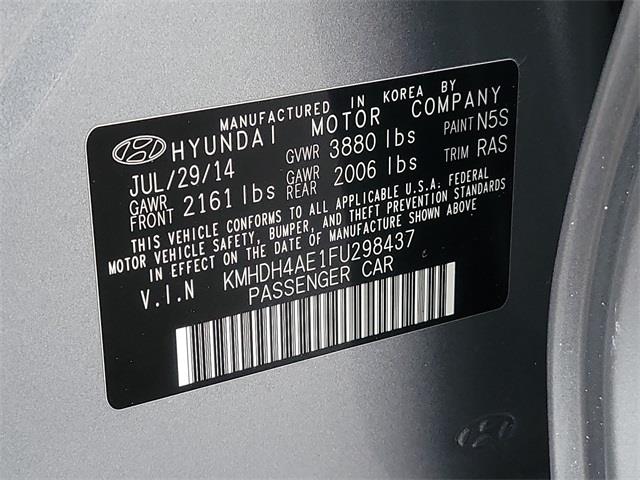 MANUFACTURED IN KOREA BY
HYUNDAI MOTOR COMPANY
JUL/29/14 GVWR 3880 lbs PAINT N5S
GAWR FRONT 2161 lbs GAWR REAR 2006 lbs TRIM RAS
THIS VEHICLE CONFORMS TO ALL APPLICABLE U.S.A. FEDERAL
MOTOR VEHICLE SAFETY, BUMPER, AND THEFT PREVENTION STANDARDS
IN EFFECT ON THE DATE OF MANUFACTURE SHOWN ABOVE.
V.I.N KMHDH4AE1FU298437
PASSENGER CAR